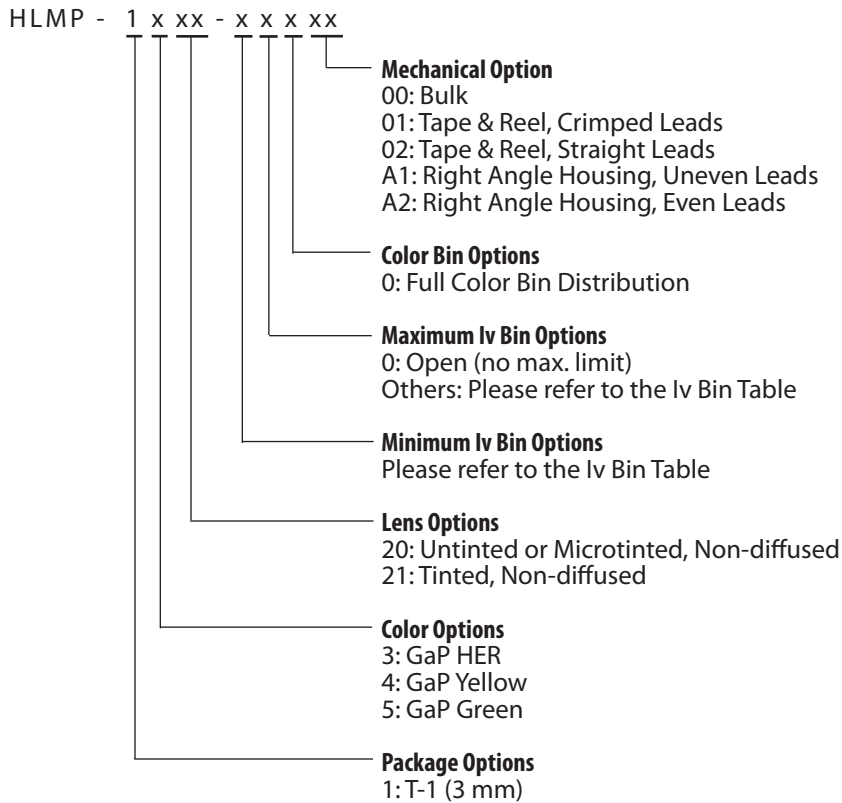 HLMP - 1 x xx - x x x xx
Mechanical Option
00: Bulk
01: Tape & Reel, Crimped Leads
02: Tape & Reel, Straight Leads
A1: Right Angle Housing, Uneven Leads
A2: Right Angle Housing, Even Leads
Color Bin Options
0: Full Color Bin Distribution
Maximum Iv Bin Options
0: Open (no max. limit)
Others: Please refer to the Iv Bin Table
Minimum Iv Bin Options
Please refer to the Iv Bin Table
Lens Options
20: Untinted or Microtinted, Non-diffused
21: Tinted, Non-diffused
Color Options
3: GaP HER
4: GaP Yellow
5: GaP Green
Package Options
1: T-1 (3 mm)